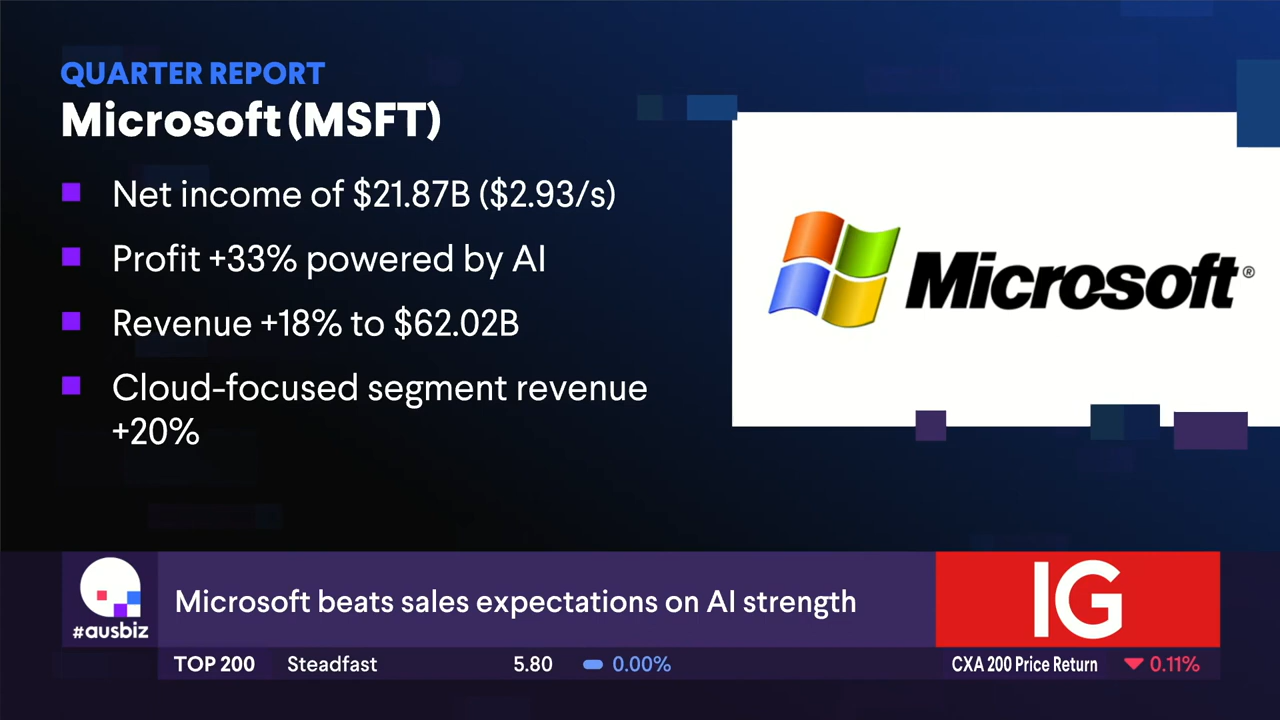 QUARTER REPORT
Microsoft (MSFT)
Net income of $21.87B ($2.93/s)
Profit +33% powered by AI
Revenue +18% to $62.02B
Cloud-focused segment revenue
+20%
Microsoft®
#ausbiz
Microsoft beats sales expectations on AI strength
IG
TOP 200 Steadfast 5.80 0.00%
CXA 200 Price Return 0.11%